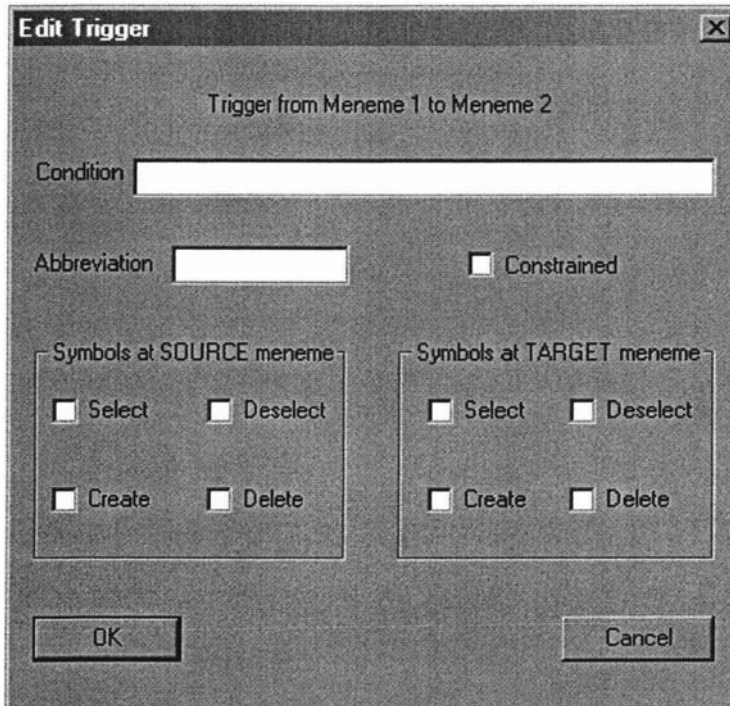 Edit Trigger
Trigger from Meneme 1 to Meneme 2
Condition
Abbreviation Constrained
Symbols at SOURCE meneme Symbols at TARGET meneme
Select Deselect Select Deselect
Create Delete Create Delete
OK Cancel